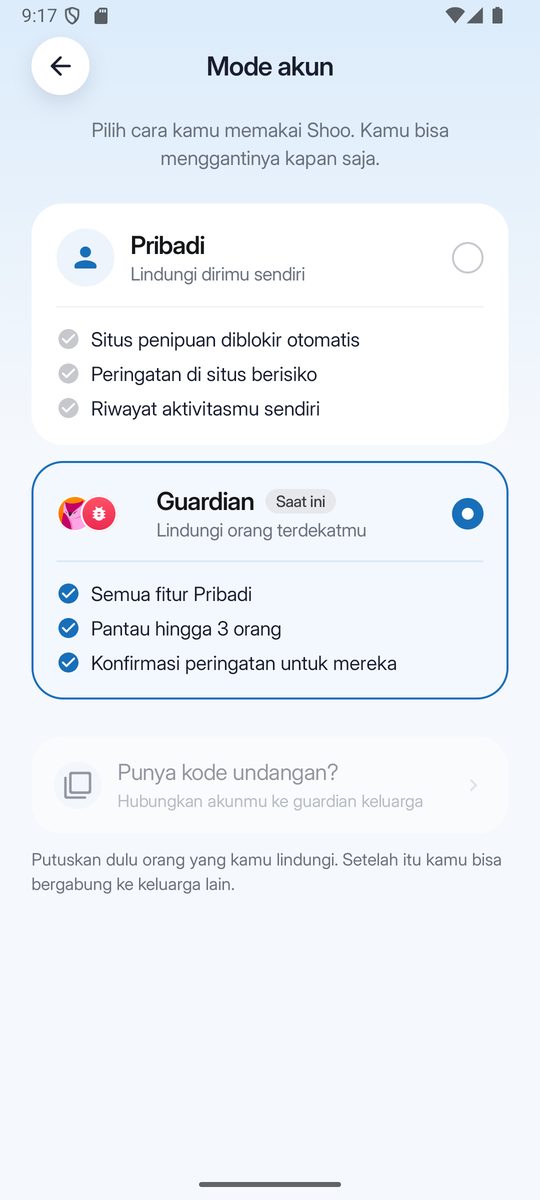 9:17
Mode akun
Pilih cara kamu memakai Shoo. Kamu bisa
menggantinya kapan saja.
Pribadi
Lindungi dirimu sendiri
Situs penipuan diblokir otomatis
Peringatan di situs berisiko
Riwayat aktivitasmu sendiri
Guardian Saat ini
Lindungi orang terdekatmu
Semua fitur Pribadi
Pantau hingga 3 orang
Konfirmasi peringatan untuk mereka
Punya kode undangan?
Hubungkan akunmu ke guardian keluarga
Putuskan dulu orang yang kamu lindungi. Setelah itu kamu bisa
bergabung ke keluarga lain.